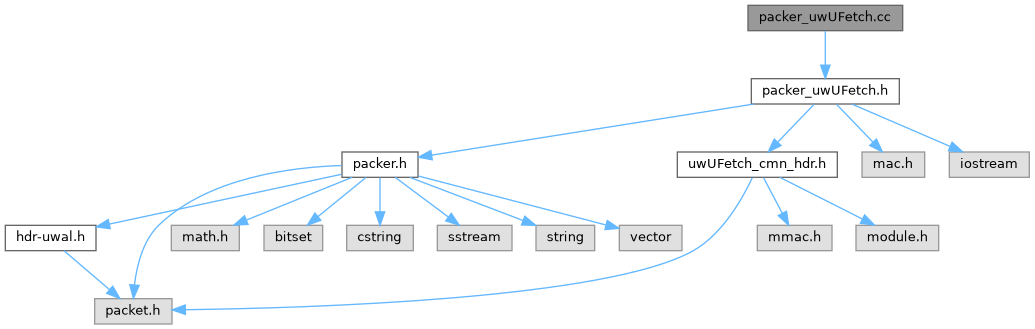 packer_uwUFetch.cc
packer_uwUFetch.h
packer.h
uwUFetch_cmn_hdr.h
mac.h
iostream
hdr-uwal.h
math.h
bitset
cstring
sstream
string
vector
mmac.h
module.h
packet.h